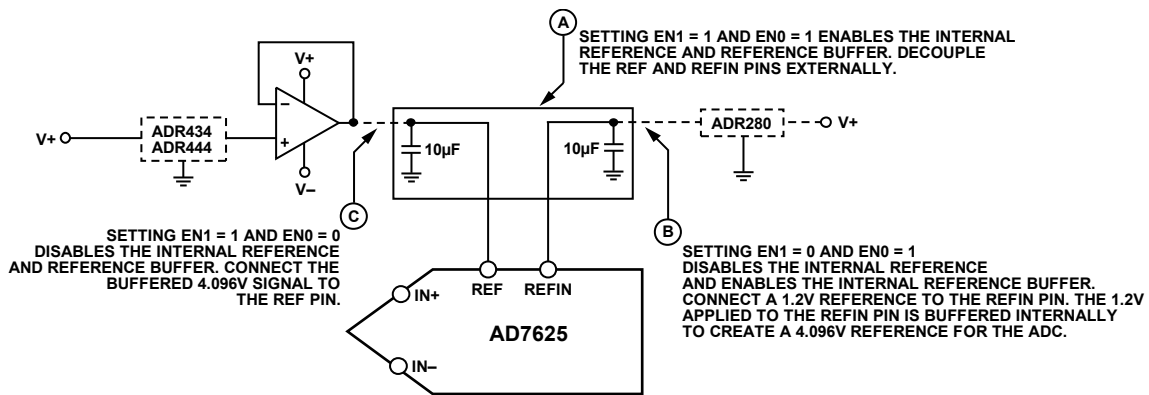 A
SETTING EN1 = 1 AND EN0 = 1 ENABLES THE INTERNAL
REFERENCE AND REFERENCE BUFFER. DECOUPLE
THE REF AND REFIN PINS EXTERNALLY.
V+
ADR434
ADR444
V+
–
+
V–
10µF
10µF
ADR280
V+
C
SETTING EN1 = 1 AND EN0 = 0
DISABLES THE INTERNAL REFERENCE
AND REFERENCE BUFFER. CONNECT THE
BUFFERED 4.096V SIGNAL TO
THE REF PIN.
B
SETTING EN1 = 0 AND EN0 = 1
DISABLES THE INTERNAL REFERENCE
AND ENABLES THE INTERNAL REFERENCE BUFFER.
CONNECT A 1.2V REFERENCE TO THE REFIN PIN. THE 1.2V
APPLIED TO THE REFIN PIN IS BUFFERED INTERNALLY
TO CREATE A 4.096V REFERENCE FOR THE ADC.
REF
REFIN
IN+
AD7625
IN–